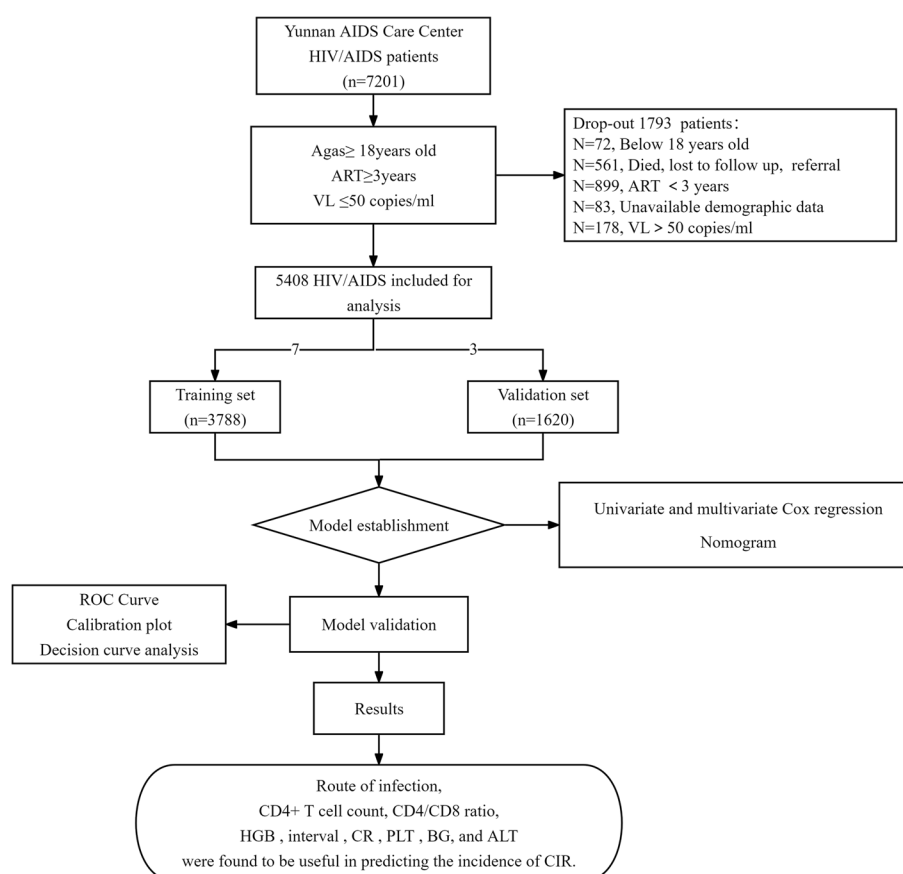 Yunnan AIDS Care Center
HIV/AIDS patients
(n=7201)
Agas≥ 18years old
ART≥3years
VL ≤50 copies/ml
Drop-out 1793 patients:
N=72, Below 18 years old
N=561, Died, lost to follow up, referral
N=899, ART < 3 years
N=83, Unavailable demographic data
N=178, VL > 50 copies/ml
5408 HIV/AIDS included for
analysis
7
3
Training set
(n=3788)
Validation set
(n=1620)
Model establishment
Univariate and multivariate Cox regression
Nomogram
ROC Curve
Calibration plot
Decision curve analysis
Model validation
Results
Route of infection,
CD4+ T cell count, CD4/CD8 ratio,
HGB , interval , CR , PLT , BG, and ALT
were found to be useful in predicting the incidence of CIR.